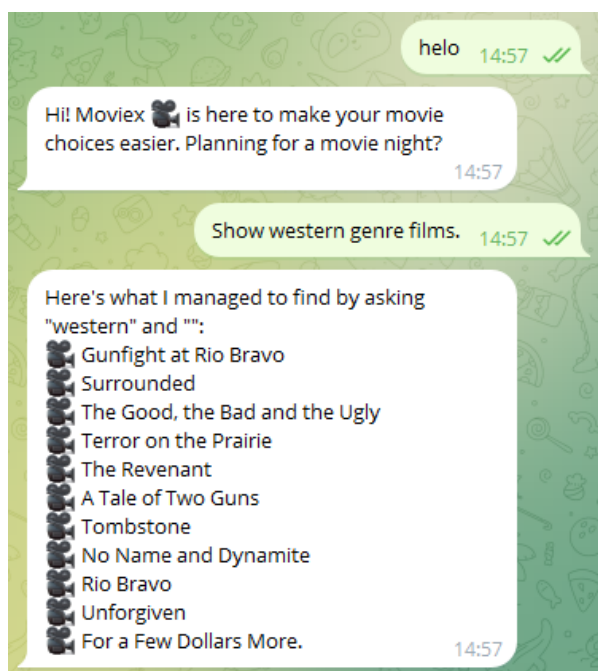 helo 14:57
Hi! Moviex 🎥 is here to make your movie
choices easier. Planning for a movie night?
14:57
Show western genre films. 14:57
Here's what I managed to find by asking
"western" and "":
🎥 Gunfight at Rio Bravo
🎥 Surrounded
🎥 The Good, the Bad and the Ugly
🎥 Terror on the Prairie
🎥 The Revenant
🎥 A Tale of Two Guns
🎥 Tombstone
🎥 No Name and Dynamite
🎥 Rio Bravo
🎥 Unforgiven
🎥 For a Few Dollars More. 14:57